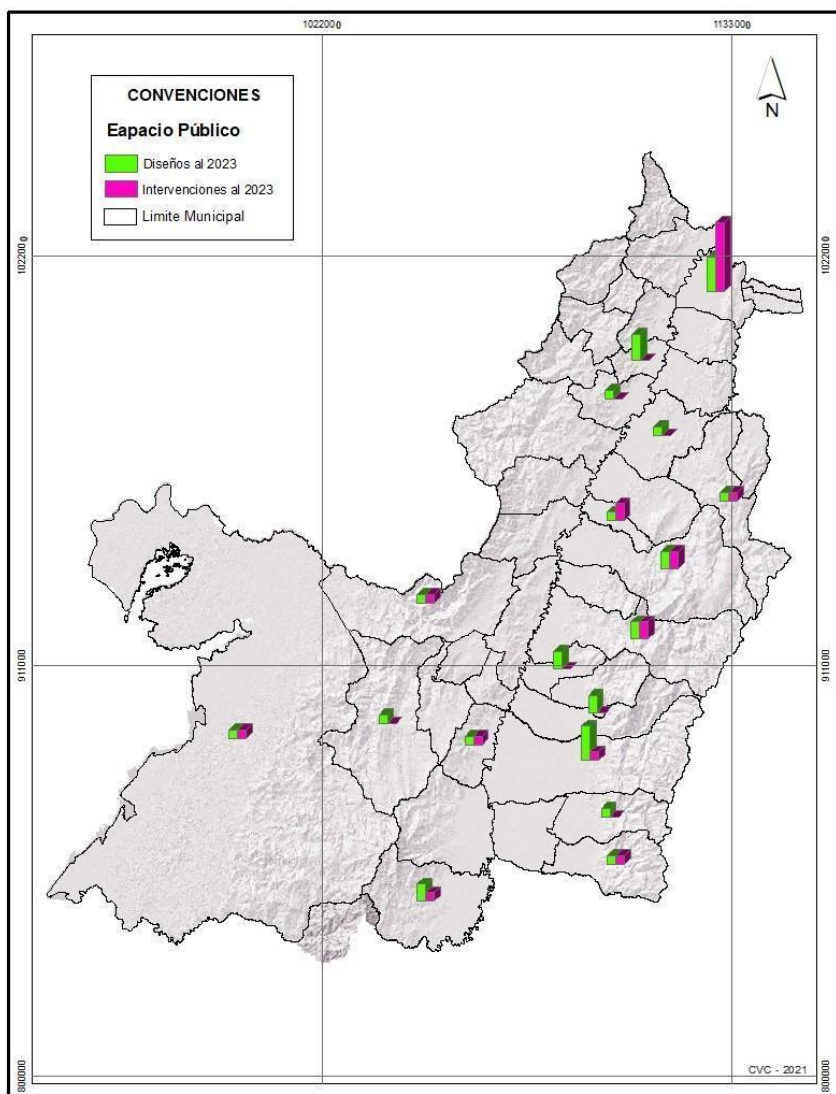 1022000
1133000
CONVENCIONES
Eapacio Público
Diseños al 2023
Intervenciones al 2023
Limite Municipal
N
1022000
1022000
911000
911000
800000
800000
CVC - 2021